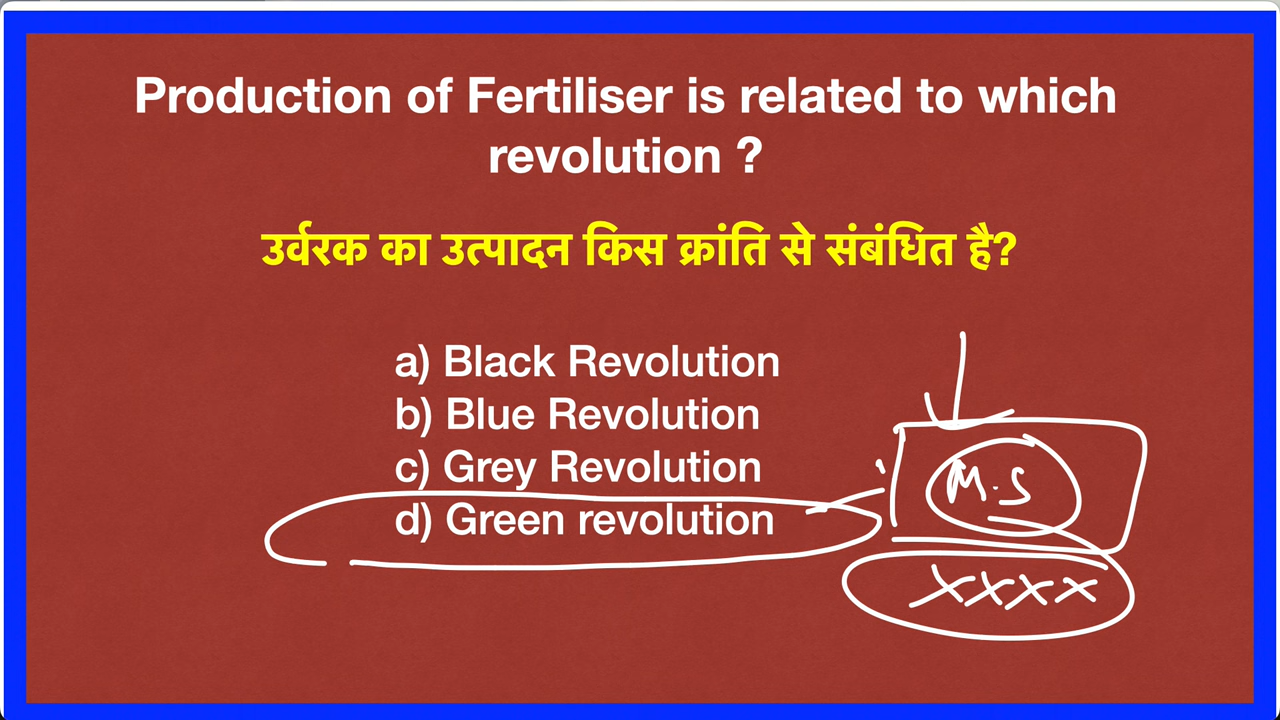 Production of Fertiliser is related to which
revolution ?
उर्वरक का उत्पादन किस क्रांति से संबंधित है?
a) Black Revolution
b) Blue Revolution
c) Grey Revolution
d) Green revolution
M.S
xxxx